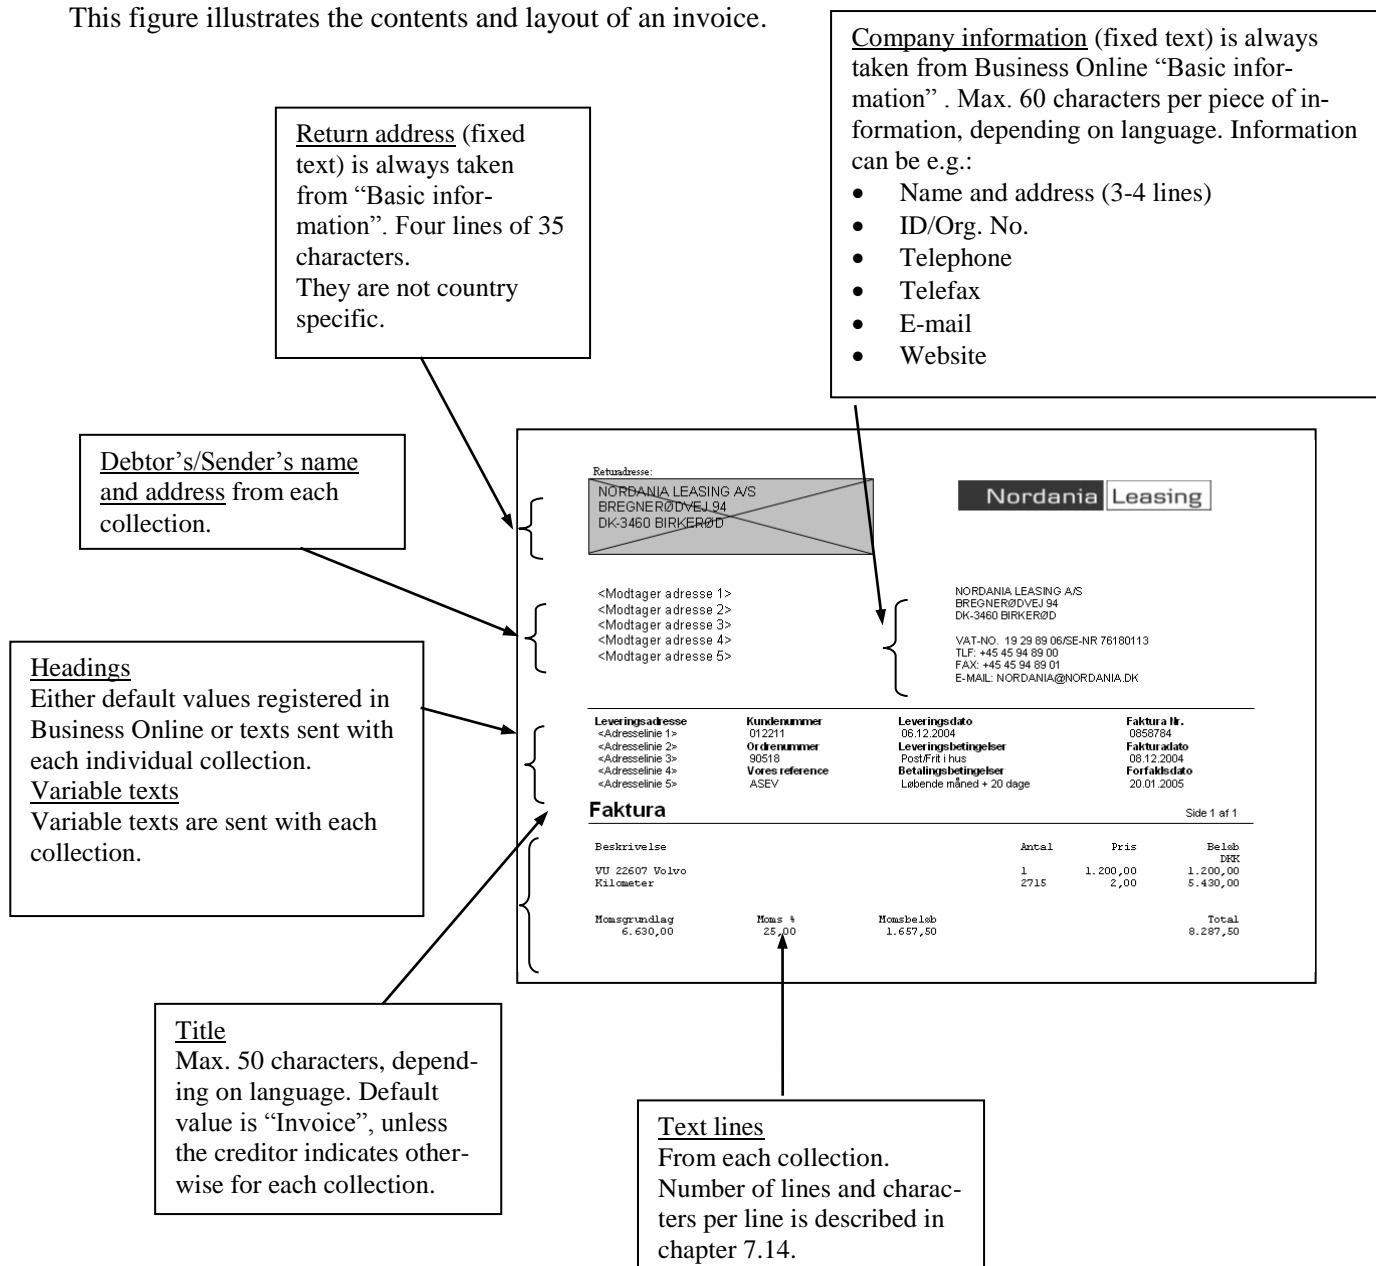 This figure illustrates the contents and layout of an invoice.
Company information (fixed text) is always
taken from Business Online “Basic infor-
mation” . Max. 60 characters per piece of in-
formation, depending on language. Information
can be e.g.:
• Name and address (3-4 lines)
• ID/Org. No.
• Telephone
• Telefax
• E-mail
• Website
Return address (fixed
text) is always taken
from “Basic infor-
mation”. Four lines of 35
characters.
They are not country
specific.
Debtor’s/Sender’s name
and address from each
collection.
Headings
Either default values registered in
Business Online or texts sent with
each individual collection.
Variable texts
Variable texts are sent with each
collection.
Returadresse:
NORDANIA LEASING A/S
BREGNERØDVEJ 94
DK-3460 BIRKERØD
Nordania Leasing
<Modtager adresse 1>
<Modtager adresse 2>
<Modtager adresse 3>
<Modtager adresse 4>
<Modtager adresse 5>
NORDANIA LEASING A/S
BREGNERØDVEJ 94
DK-3460 BIRKERØD
VAT-NO. 19 29 89 06/SE-NR 76180113
TLF: +45 45 94 89 00
FAX: +45 45 94 89 01
E-MAIL: NORDANIA@NORDANIA.DK
Leveringsadresse Kundenummer Leveringsdato Faktura Nr.
<Adresselinie 1> 012211 06.12.2004 0858784
<Adresselinie 2> Ordrenummer Leveringsbetingelser Fakturadato
<Adresselinie 3> 90518 Post/Frit i hus 08.12.2004
<Adresselinie 4> Vores reference Betalingsbetingelser Forfaldsdato
<Adresselinie 5> ASEV Løbende måned + 20 dage 20.01.2005
Faktura Side 1 af 1
Beskrivelse Antal Pris Beløb
DKK
VU 22607 Volvo 1 1.200,00 1.200,00
Kilometer 2715 2,00 5.430,00
Momsgrundlag Moms % Momsbeløb Total
6.630,00 25,00 1.657,50 8.287,50
Title
Max. 50 characters, depend-
ing on language. Default
value is “Invoice”, unless
the creditor indicates other-
wise for each collection.
Text lines
From each collection.
Number of lines and charac-
ters per line is described in
chapter 7.14.